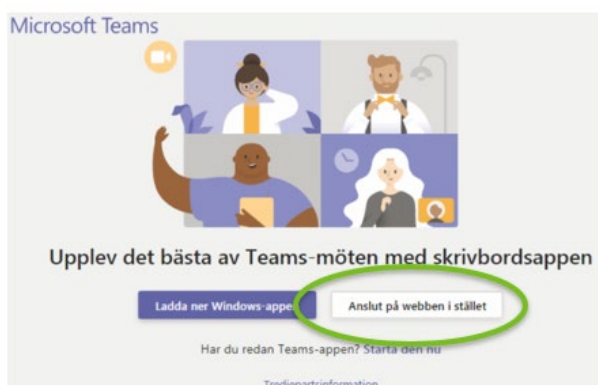 Microsoft Teams
Upplev det bästa av Teams-möten med skrivbordsappen
Ladda ner Windows-appen
Anslut på webben i stället
Har du redan Teams-appen? Starta den nu
Tredjepartsinformation